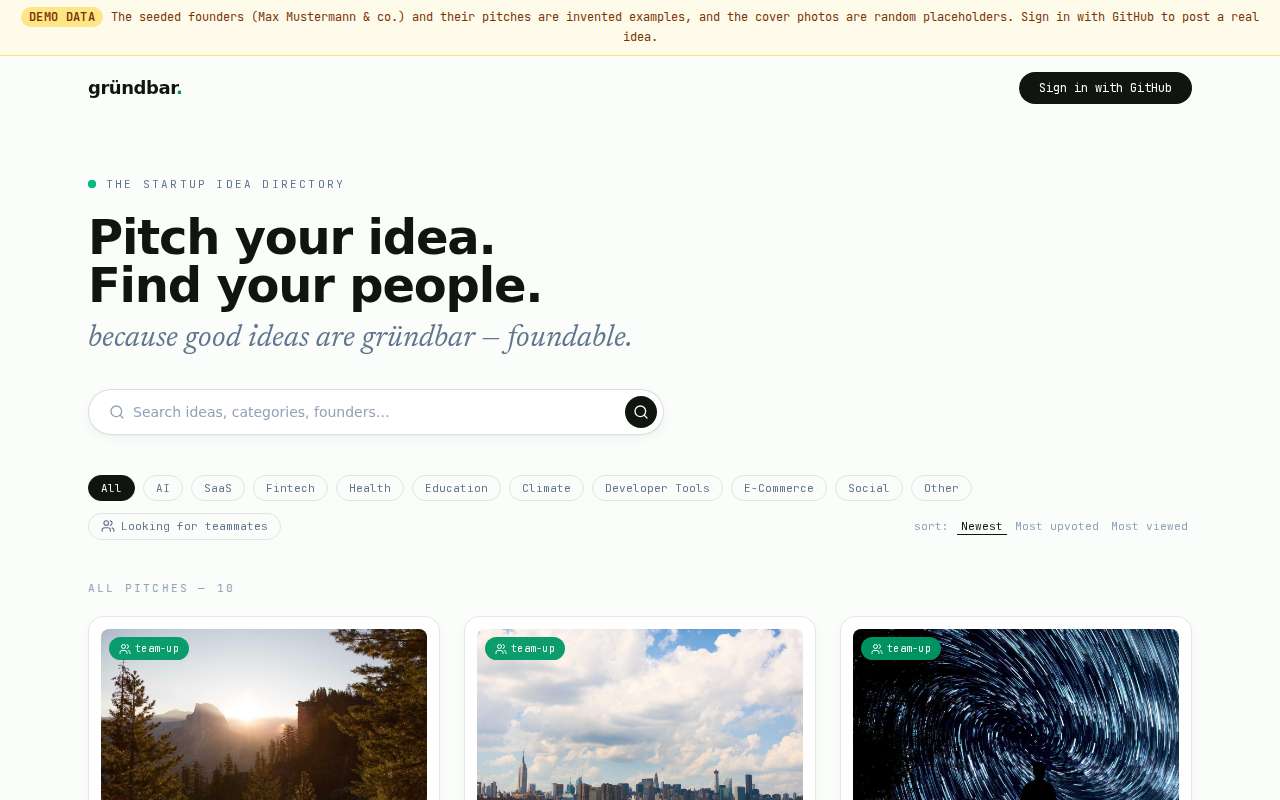 DEMO DATA The seeded founders (Max Mustermann & co.) and their pitches are invented examples, and the cover photos are random placeholders. Sign in with GitHub to post a real
idea.
gründbar.
Sign in with GitHub
THE STARTUP IDEA DIRECTORY
Pitch your idea.
Find your people.
because good ideas are gründbar — foundable.
Search ideas, categories, founders...
All AI SaaS Fintech Health Education Climate Developer Tools E-Commerce Social Other
Looking for teammates
sort: Newest Most upvoted Most viewed
ALL PITCHES — 10
team-up
team-up
team-up